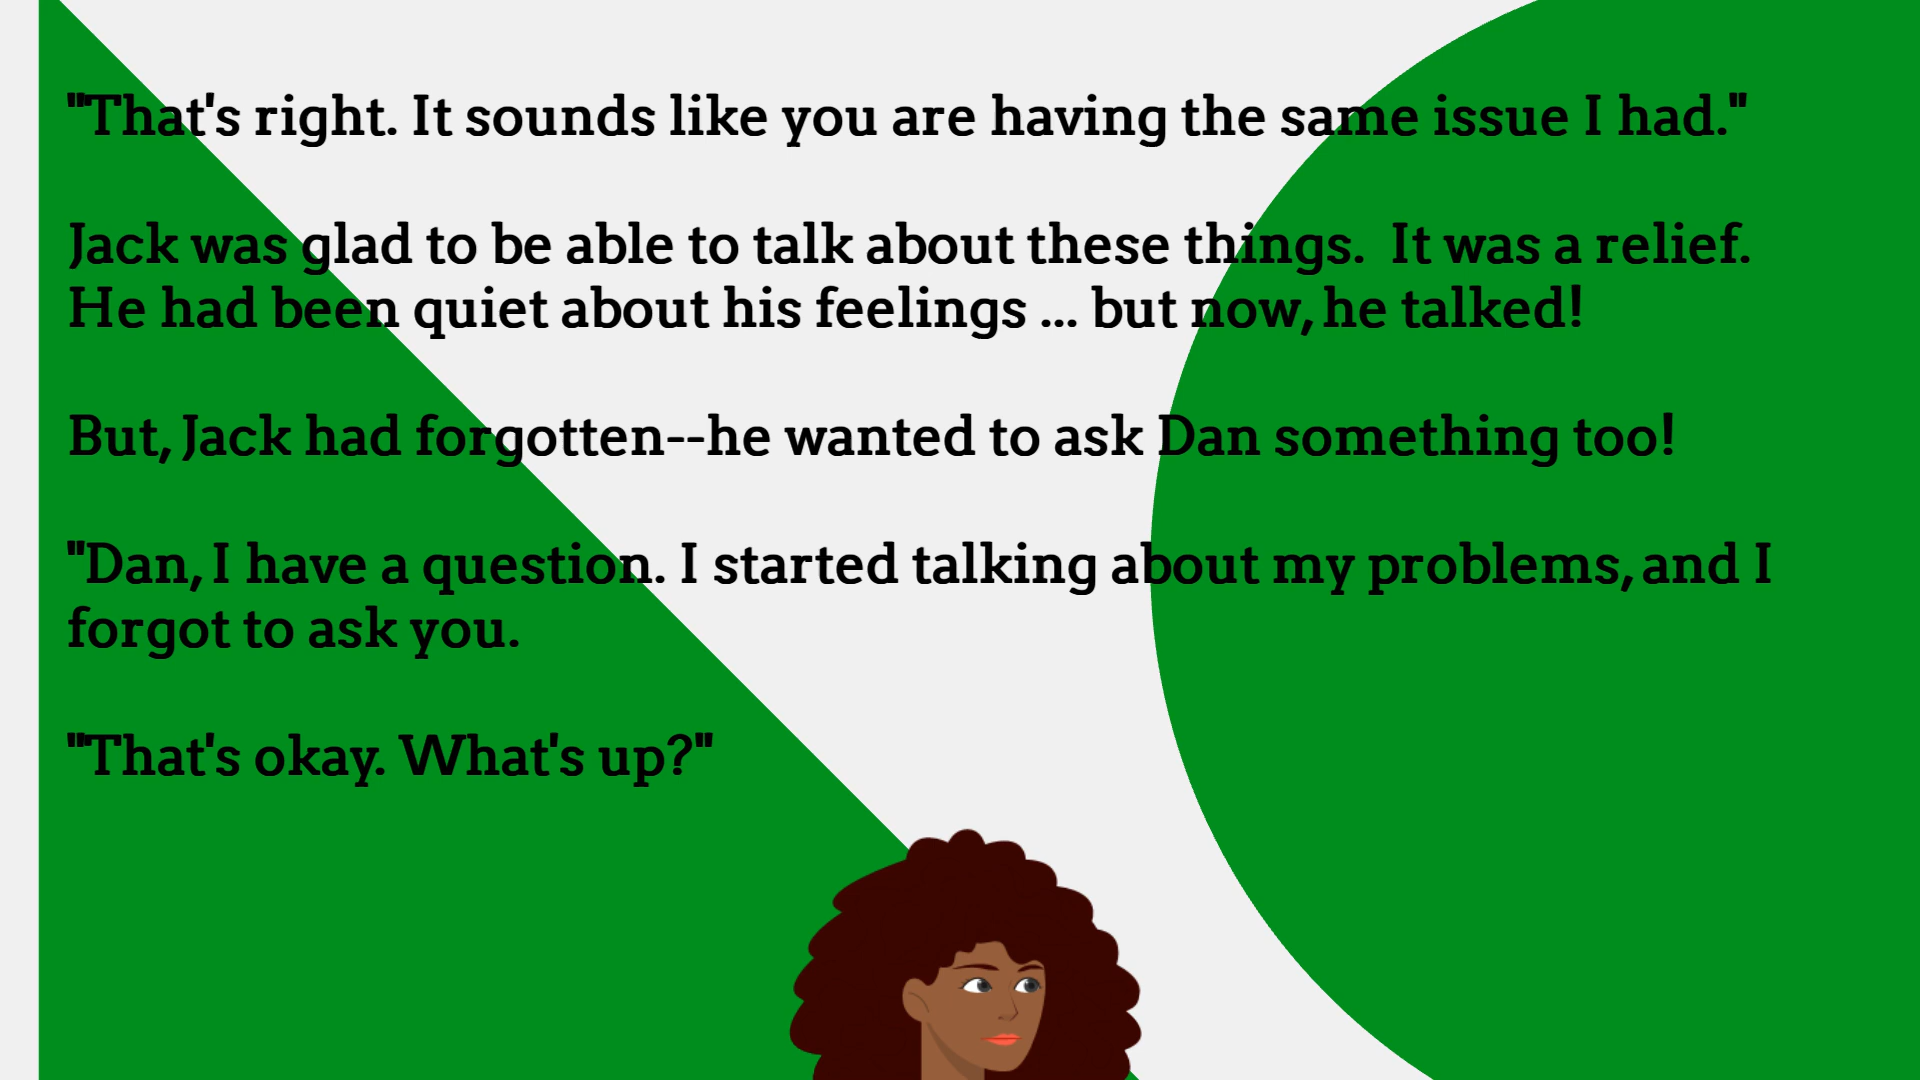 "That's right. It sounds like you are having the same issue I had."
Jack was glad to be able to talk about these things.  It was a relief.
He had been quiet about his feelings ... but now, he talked!
But, Jack had forgotten--he wanted to ask Dan something too!
"Dan, I have a question. I started talking about my problems, and I
forgot to ask you.
"That's okay. What's up?"